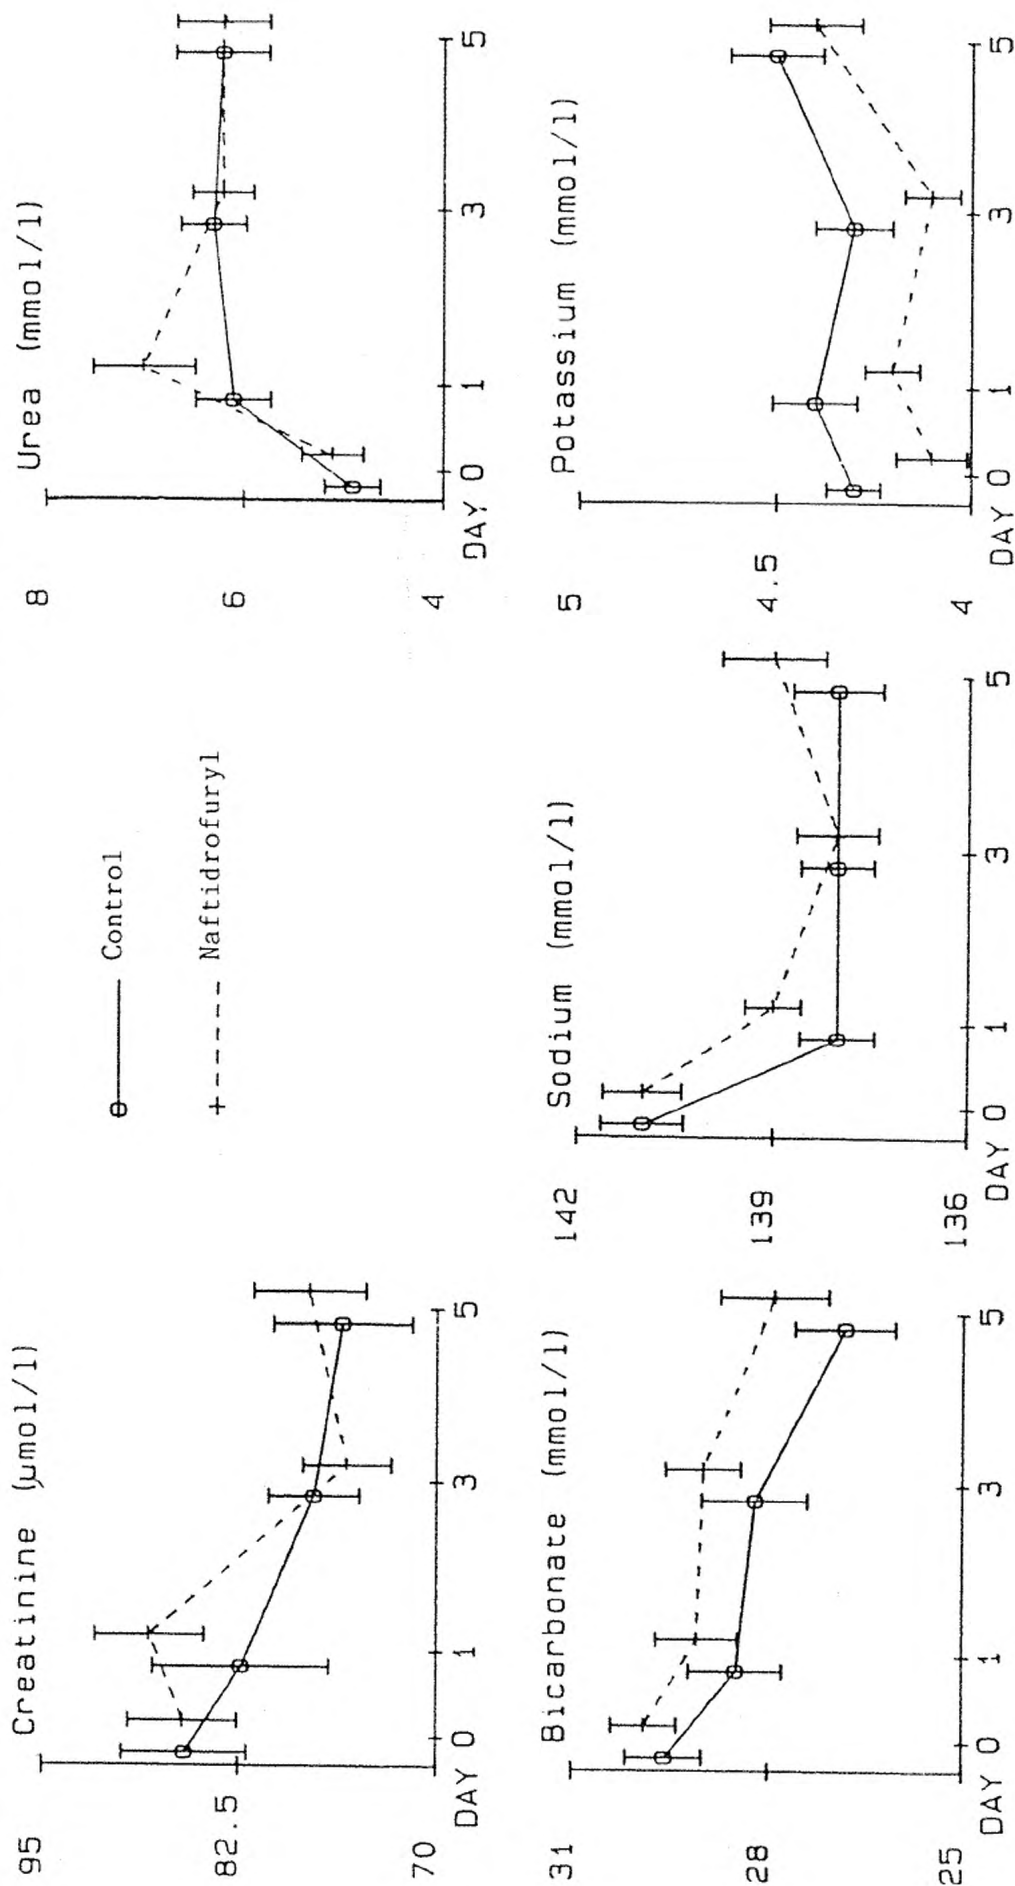 Creatinine (µmol/l)
95
82.5
70
DAY 0 1 3 5
Control
Naftidrofuryl
Urea (mmol/l)
8
6
4
DAY 0 1 3 5
Bicarbonate (mmol/l)
31
28
25
DAY 0 1 3 5
Sodium (mmol/l)
142
139
136
DAY 0 1 3 5
Potassium (mmol/l)
5
4.5
4
DAY 0 1 3 5